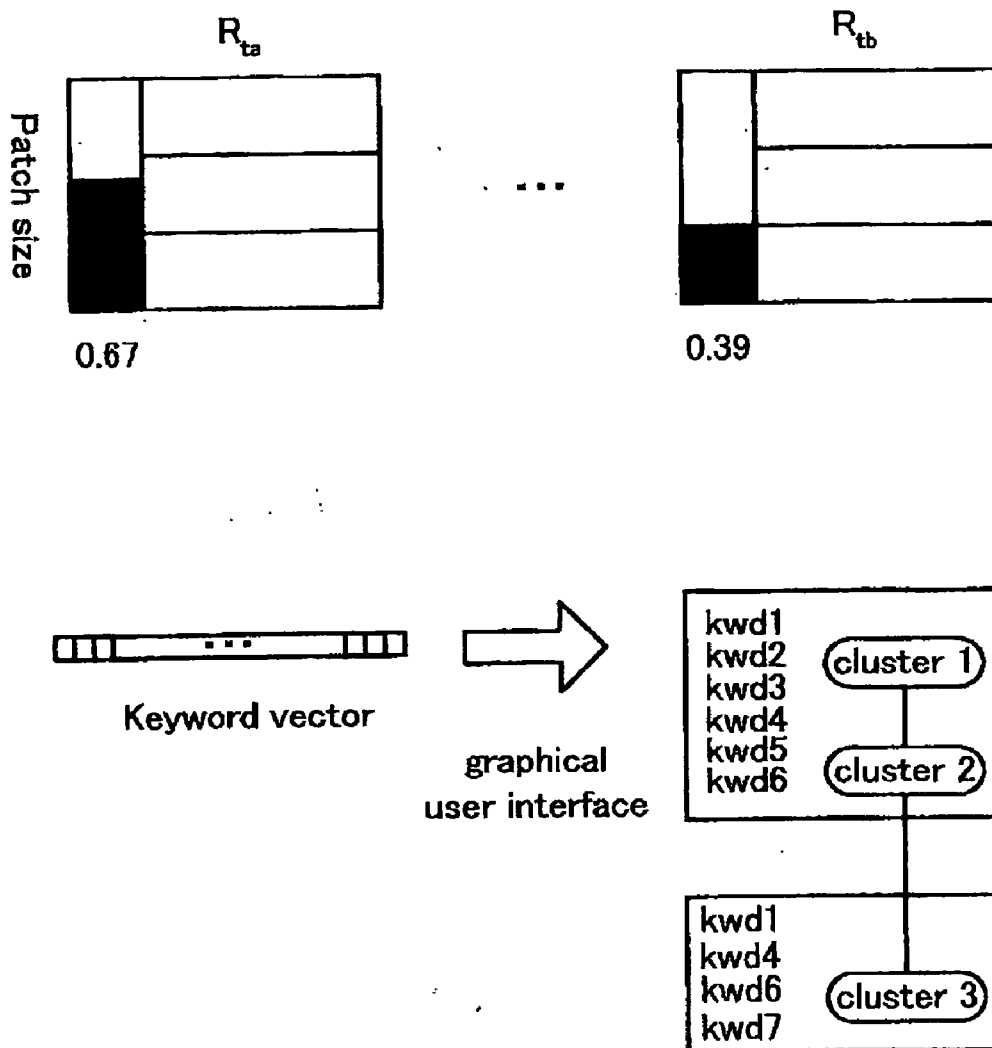 R_ta
R_tb
Patch size
...
0.67
0.39
...
Keyword vector
graphical
user interface
kwd1
kwd2
kwd3
kwd4
kwd5
kwd6
cluster 1
cluster 2
kwd1
kwd4
kwd6
kwd7
cluster 3